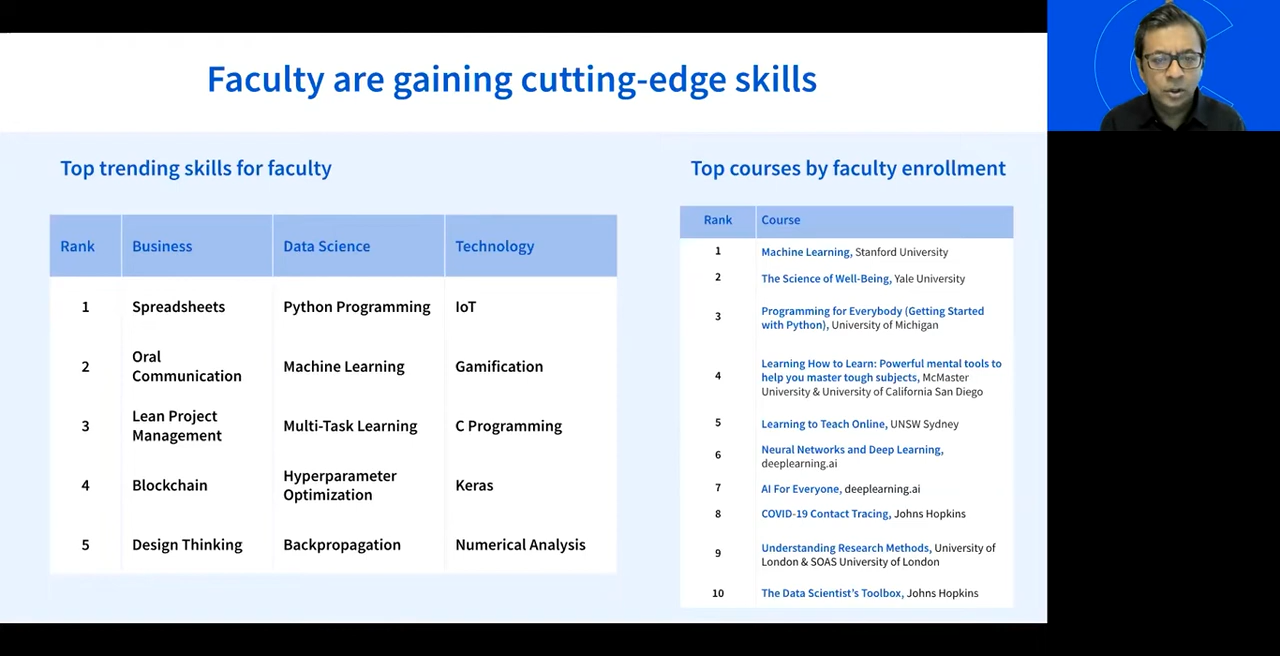 Faculty are gaining cutting-edge skills
Top trending skills for faculty
Rank Business Data Science Technology
1 Spreadsheets Python Programming IoT
2 Oral Communication Machine Learning Gamification
3 Lean Project Management Multi-Task Learning C Programming
4 Blockchain Hyperparameter Optimization Keras
5 Design Thinking Backpropagation Numerical Analysis
Top courses by faculty enrollment
Rank Course
1 Machine Learning, Stanford University
2 The Science of Well-Being, Yale University
3 Programming for Everybody (Getting Started
with Python), University of Michigan
4 Learning How to Learn: Powerful mental tools to
help you master tough subjects, McMaster
University & University of California San Diego
5 Learning to Teach Online, UNSW Sydney
6 Neural Networks and Deep Learning,
deeplearning.ai
7 AI For Everyone, deeplearning.ai
8 COVID-19 Contact Tracing, Johns Hopkins
9 Understanding Research Methods, University of
London & SOAS University of London
10 The Data Scientist's Toolbox, Johns Hopkins